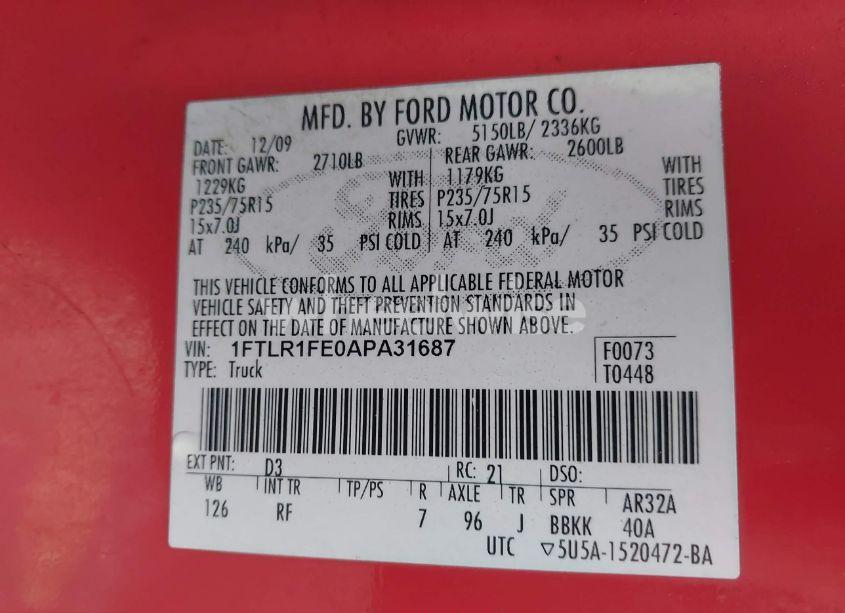 MFD. BY FORD MOTOR CO.
DATE: 12/09 GVWR: 5150LB/ 2336KG
FRONT GAWR: 2710LB REAR GAWR: 2600LB
1229KG WITH 1179KG WITH
P235/75R15 TIRES P235/75R15 TIRES
15x7.0J RIMS 15x7.0J RIMS
AT 240 kPa/ 35 PSI COLD AT 240 kPa/ 35 PSI COLD
THIS VEHICLE CONFORMS TO ALL APPLICABLE FEDERAL MOTOR
VEHICLE SAFETY AND THEFT PREVENTION STANDARDS IN
EFFECT ON THE DATE OF MANUFACTURE SHOWN ABOVE.
VIN: 1FTLR1FE0APA31687 F0073
TYPE: Truck T0448
EXT PNT: D3 RC: 21 DSO:
WB INT TR TP/PS R AXLE TR SPR AR32A
126 RF 7 96 J BBKK 40A
UTC ▽5U5A-1520472-BA